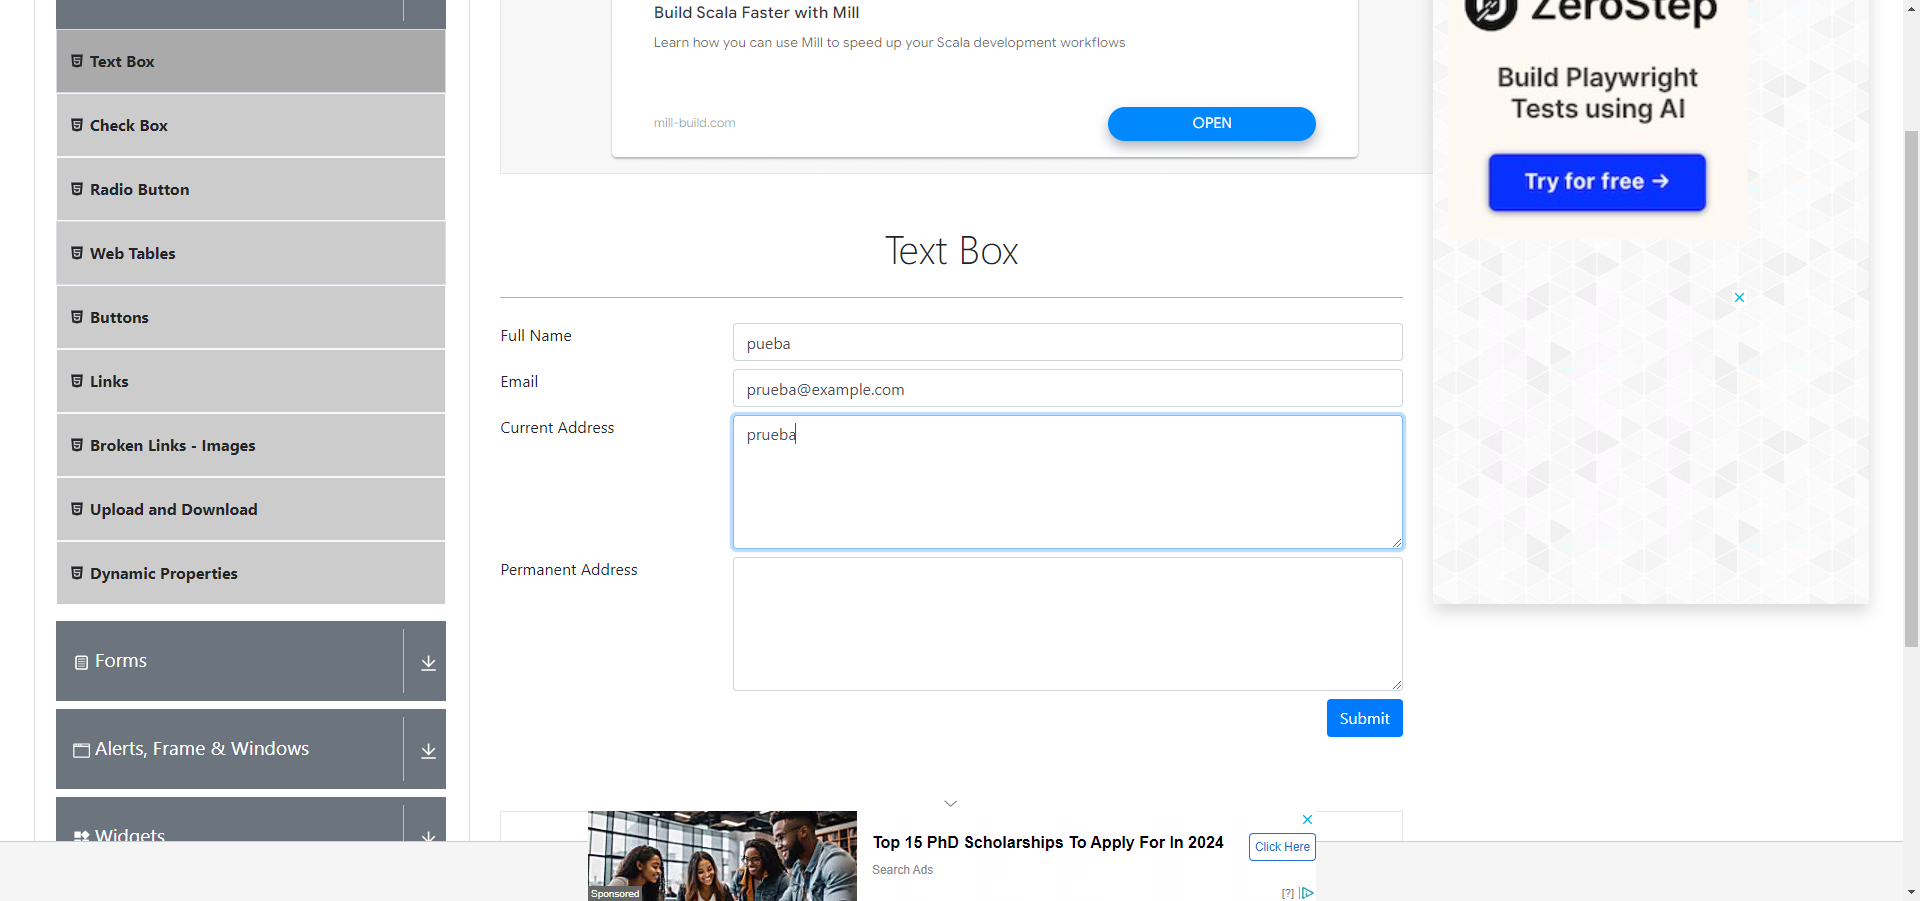 Text Box
Check Box
Radio Button
Web Tables
Buttons
Links
Broken Links - Images
Upload and Download
Dynamic Properties
Forms
Alerts, Frame & Windows
Widgets
Build Scala Faster with Mill
Learn how you can use Mill to speed up your Scala development workflows
mill-build.com
OPEN
Text Box
Full Name
pueba
Email
prueba@example.com
Current Address
prueba
Permanent Address
Submit
ZeroStep
Build Playwright
Tests using AI
Try for free →
Top 15 PhD Scholarships To Apply For In 2024
Search Ads
Click Here
Sponsored
[?]